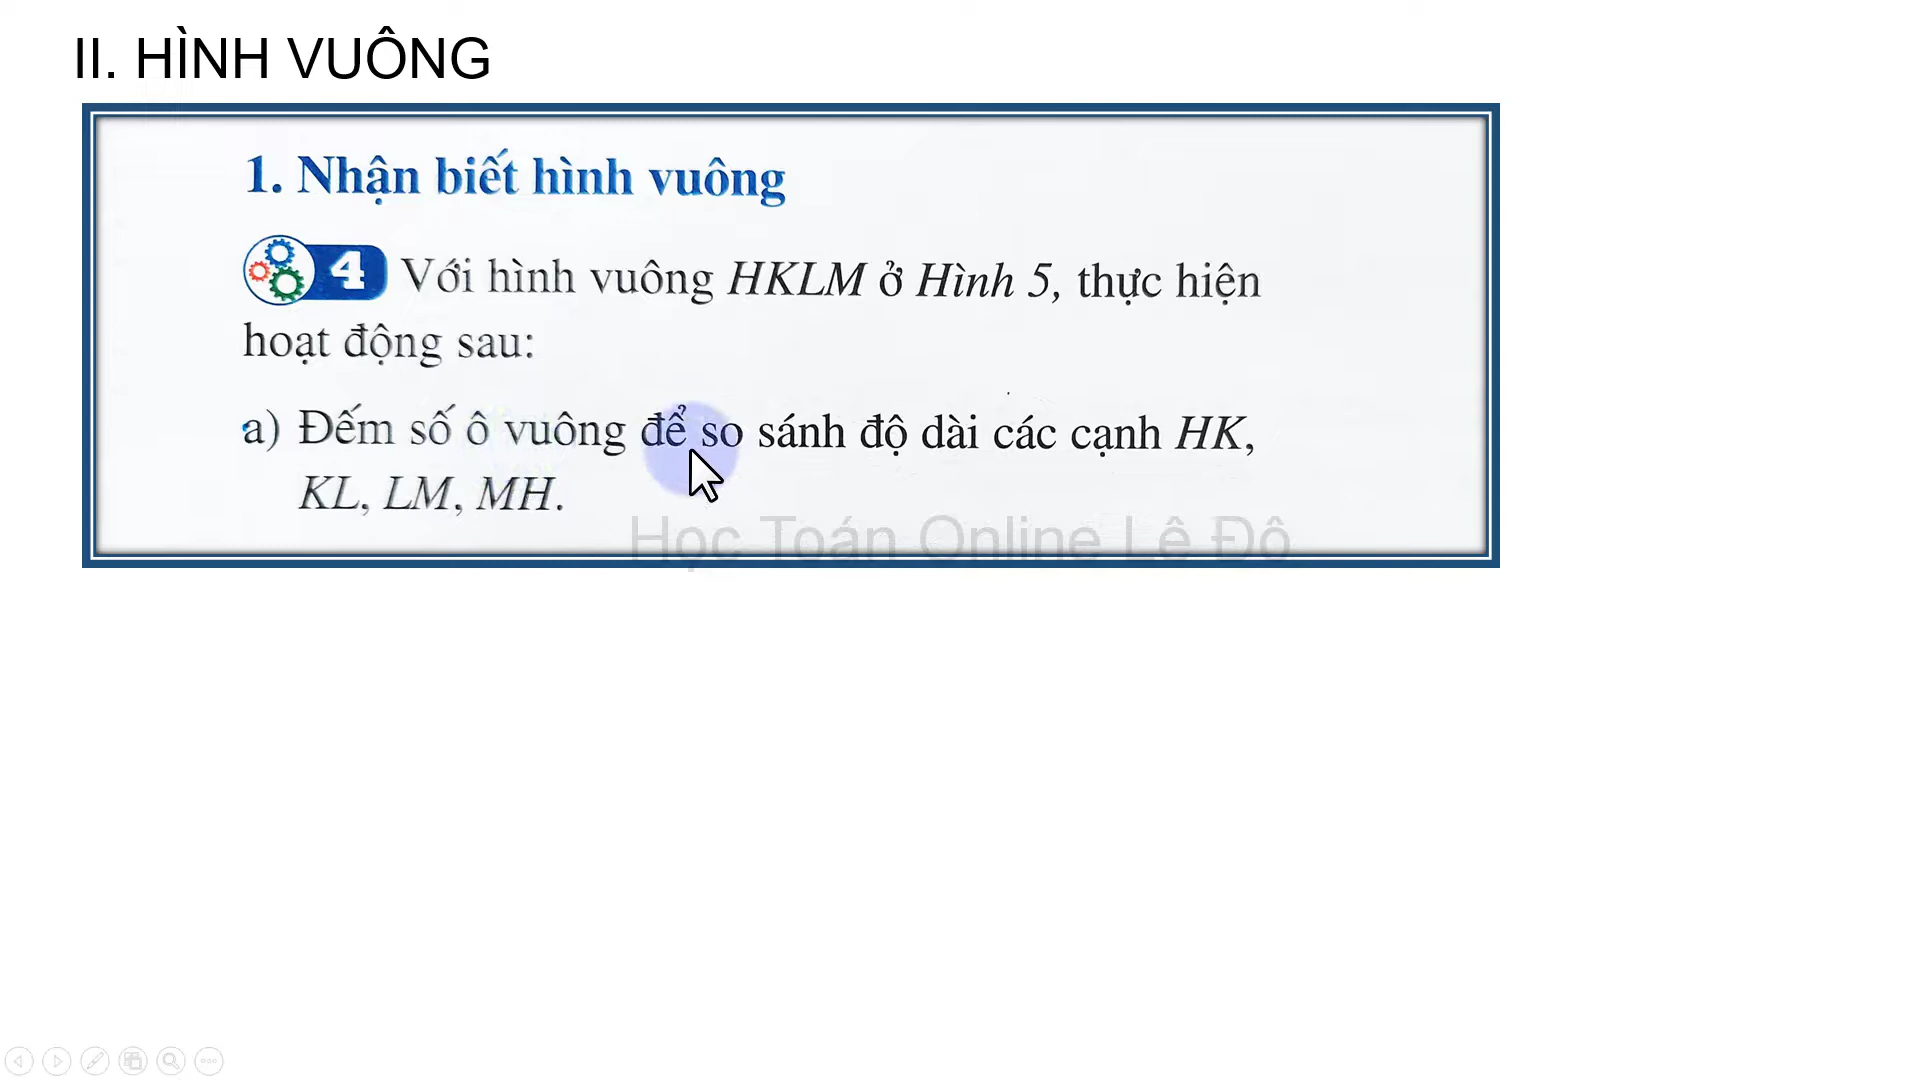 II. HÌNH VUÔNG
1. Nhận biết hình vuông
4 Với hình vuông HKLM ở Hình 5, thực hiện
hoạt động sau:
a) Đếm số ô vuông để so sánh độ dài các cạnh HK,
KL, LM, MH.
Học Toán Online Lê Đô